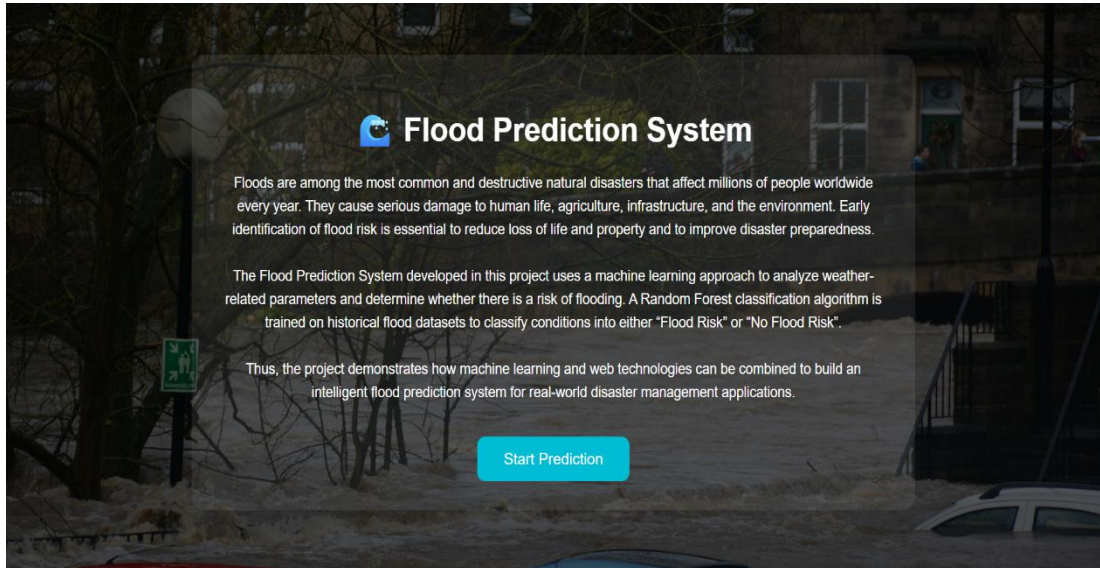 Flood Prediction System
Floods are among the most common and destructive natural disasters that affect millions of people worldwide
every year. They cause serious damage to human life, agriculture, infrastructure, and the environment. Early
identification of flood risk is essential to reduce loss of life and property and to improve disaster preparedness.
The Flood Prediction System developed in this project uses a machine learning approach to analyze weather-
related parameters and determine whether there is a risk of flooding. A Random Forest classification algorithm is
trained on historical flood datasets to classify conditions into either “Flood Risk” or “No Flood Risk”.
Thus, the project demonstrates how machine learning and web technologies can be combined to build an
intelligent flood prediction system for real-world disaster management applications.
Start Prediction